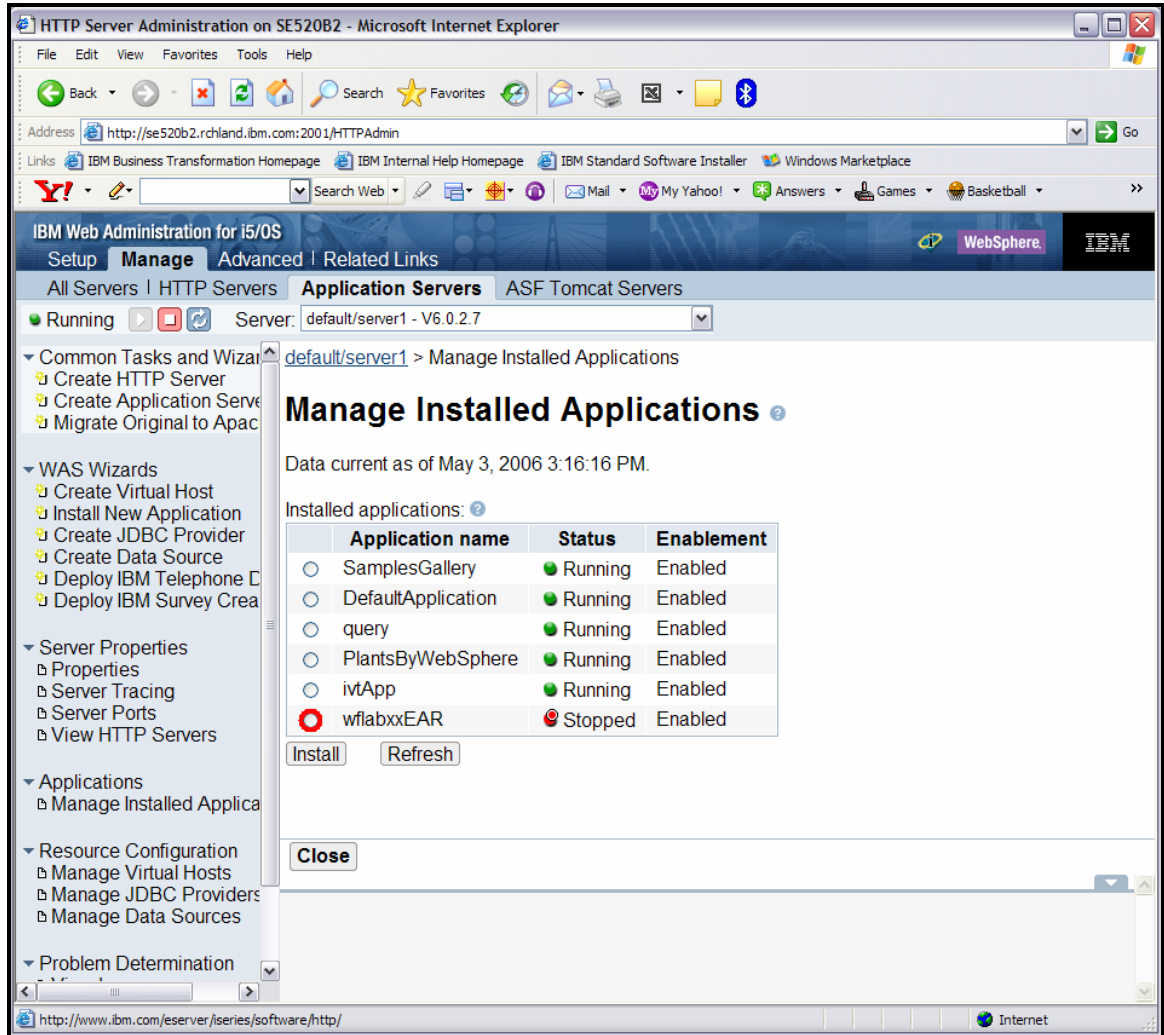 HTTP Server Administration on SE520B2 - Microsoft Internet Explorer
File Edit View Favorites Tools Help
Back Search Favorites
Address http://se520b2.rchland.ibm.com:2001/HTTPAdmin Go
Links IBM Business Transformation Homepage IBM Internal Help Homepage IBM Standard Software Installer Windows Marketplace
Y! Search Web Mail My My Yahoo! Answers Games Basketball »
IBM Web Administration for i5/OS
WebSphere. IBM
Setup Manage Advanced | Related Links
All Servers | HTTP Servers Application Servers ASF Tomcat Servers
Running Server: default/server1 - V6.0.2.7
Common Tasks and Wizar
Create HTTP Server
Create Application Serve
Migrate Original to Apac
WAS Wizards
Create Virtual Host
Install New Application
Create JDBC Provider
Create Data Source
Deploy IBM Telephone D
Deploy IBM Survey Crea
Server Properties
Properties
Server Tracing
Server Ports
View HTTP Servers
Applications
Manage Installed Applica
Resource Configuration
Manage Virtual Hosts
Manage JDBC Providers
Manage Data Sources
Problem Determination
default/server1 > Manage Installed Applications
Manage Installed Applications ?
Data current as of May 3, 2006 3:16:16 PM.
Installed applications: ?
Application name Status Enablement
SamplesGallery Running Enabled
DefaultApplication Running Enabled
query Running Enabled
PlantsByWebSphere Running Enabled
ivtApp Running Enabled
wflabxxEAR Stopped Enabled
Install Refresh
Close
http://www.ibm.com/eserver/iseries/software/http/ Internet